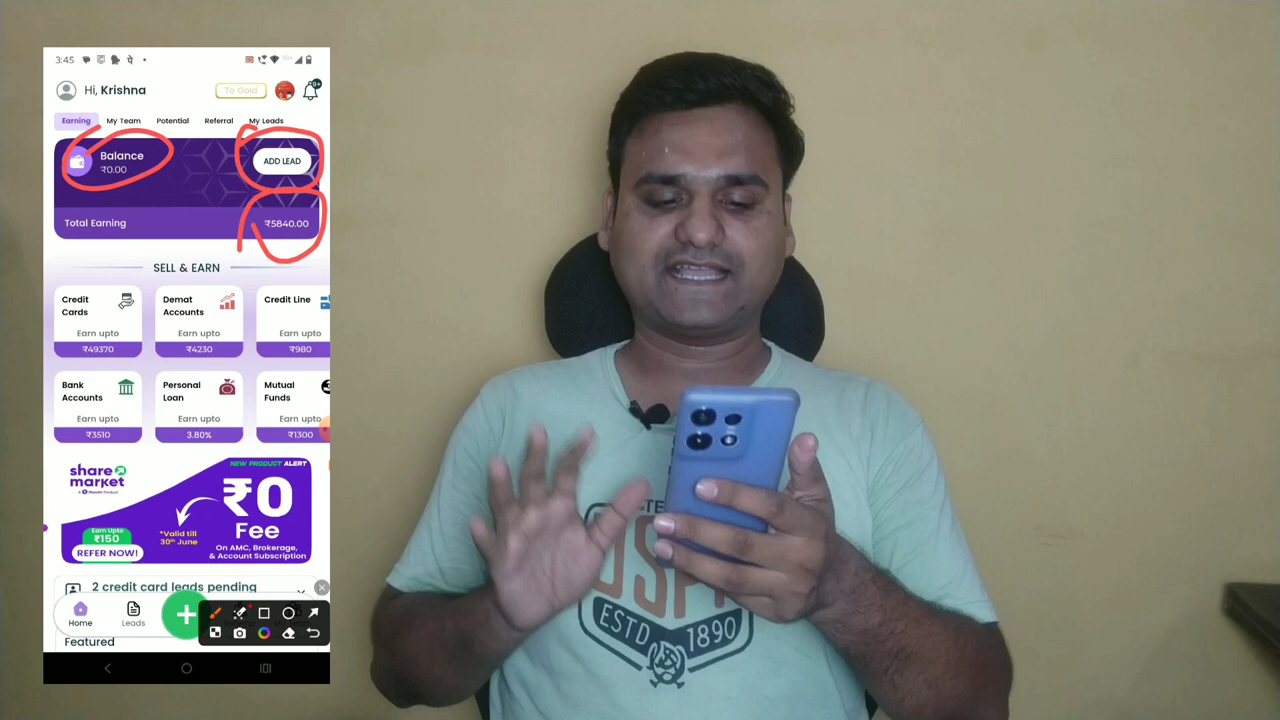 3:45
Hi, Krishna
To Gold
9+
Earning My Team Potential Referral My Leads
Balance
₹0.00
ADD LEAD
Total Earning ₹5840.00
SELL & EARN
Credit Cards
Earn upto
₹49370
Demat Accounts
Earn upto
₹4230
Credit Line
Earn upto
₹980
Bank Accounts
Earn upto
₹3510
Personal Loan
Earn upto
3.80%
Mutual Funds
Earn upto
₹1300
NEW PRODUCT ALERT
share market
₹0
Fee
On AMC, Brokerage,
& Account Subscription
*Valid till
30th June
Earn Upto
₹150
REFER NOW!
2 credit card leads pending
Home Leads
Featured
ESTD 1890